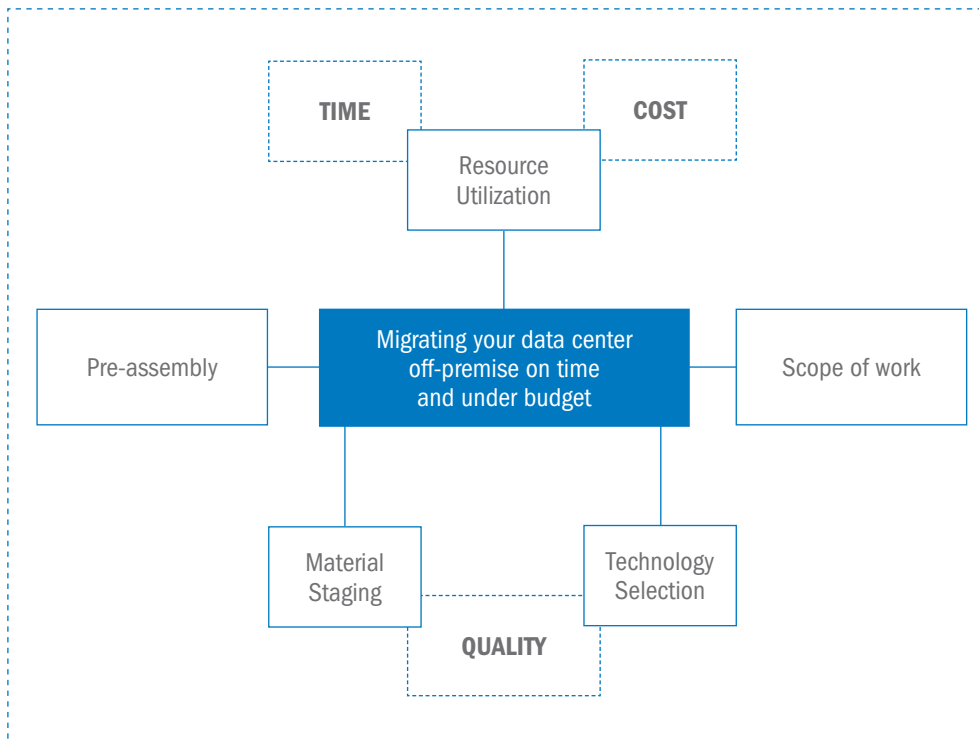 TIME
COST
Resource
Utilization
Pre-assembly
Migrating your data center
off-premise on time
and under budget
Scope of work
Material
Staging
Technology
Selection
QUALITY